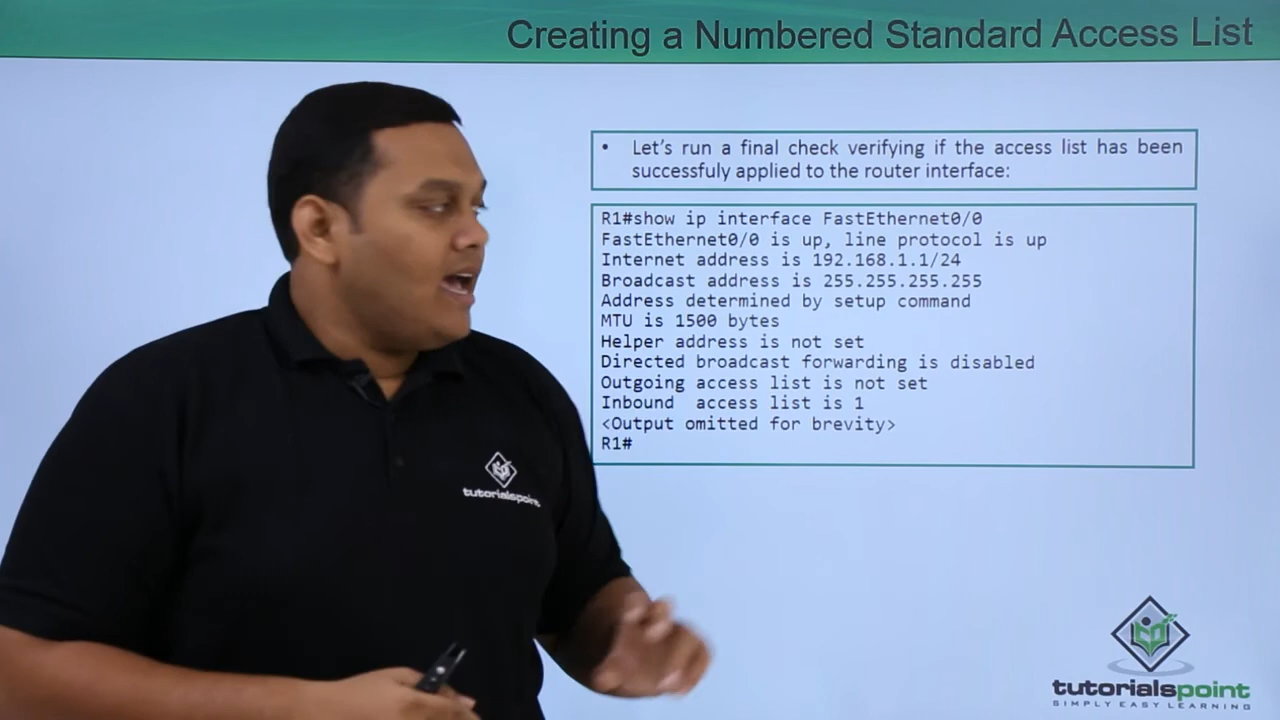 Creating a Numbered Standard Access List
• Let's run a final check verifying if the access list has been
successfuly applied to the router interface:
R1#show ip interface FastEthernet0/0
FastEthernet0/0 is up, line protocol is up
Internet address is 192.168.1.1/24
Broadcast address is 255.255.255.255
Address determined by setup command
MTU is 1500 bytes
Helper address is not set
Directed broadcast forwarding is disabled
Outgoing access list is not set
Inbound  access list is 1
<Output omitted for brevity>
R1#
tutorialspoint
tutorialspoint
SIMPLY EASY LEARNING